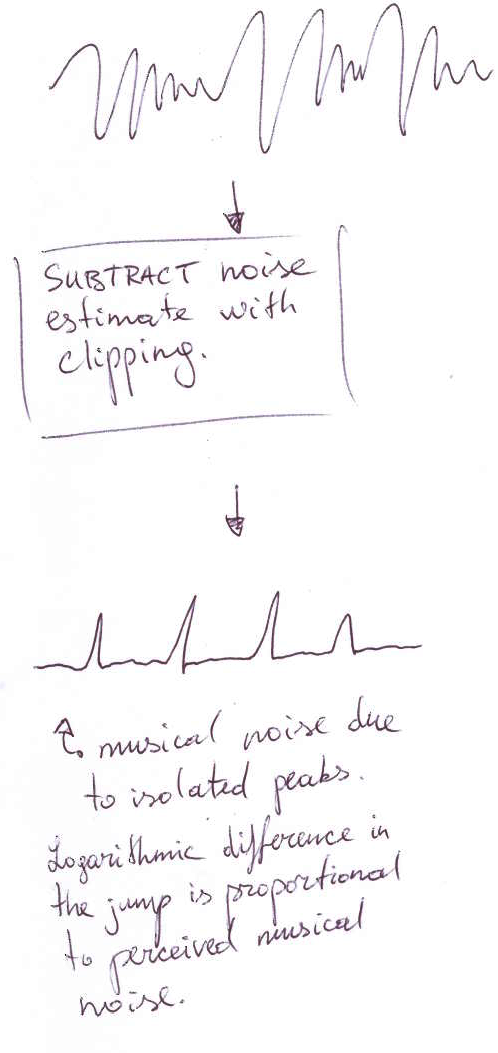 SUBTRACT noise
estimate with
clipping.
musical noise due
to isolated peaks.
Logarithmic difference in
the jump is proportional
to perceived musical
noise.